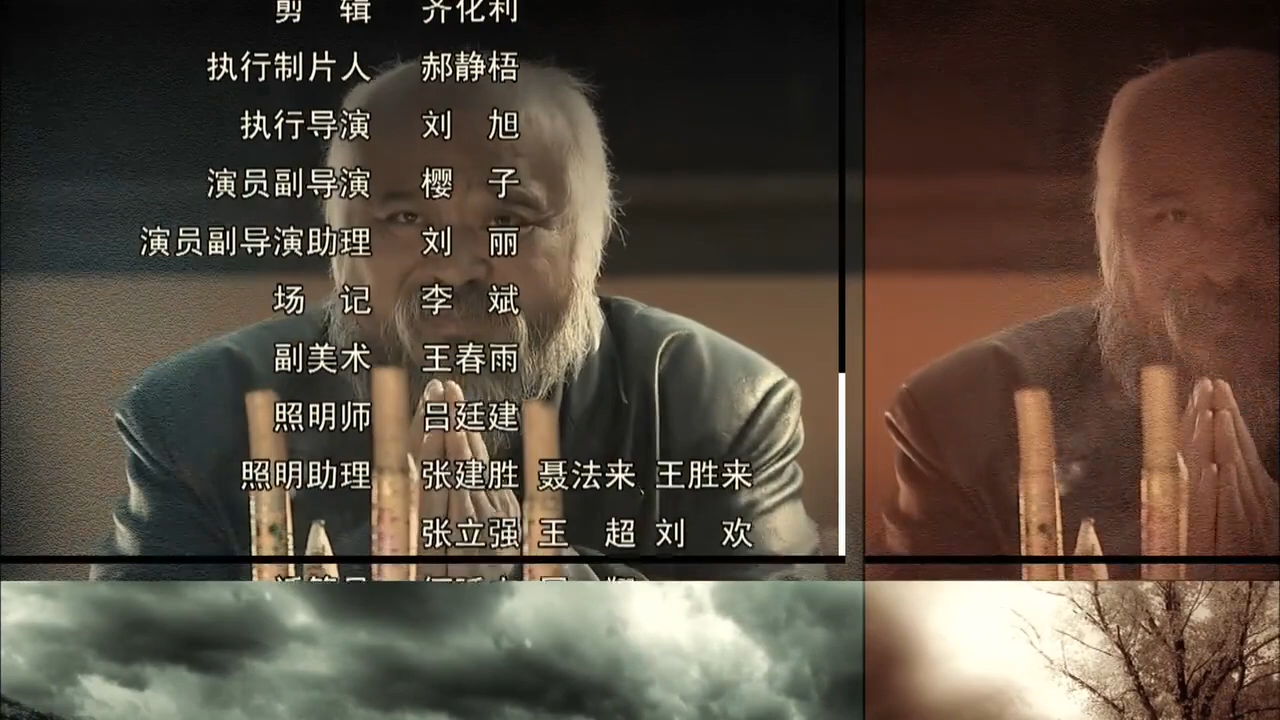 剪 辑 齐化利
执行制片人 郝静梧
执行导演 刘 旭
演员副导演 樱 子
演员副导演助理 刘 丽
场 记 李 斌
副美术 王春雨
照明师 吕廷建
照明助理 张建胜 聂法来 王胜来
张立强 王 超 刘 欢